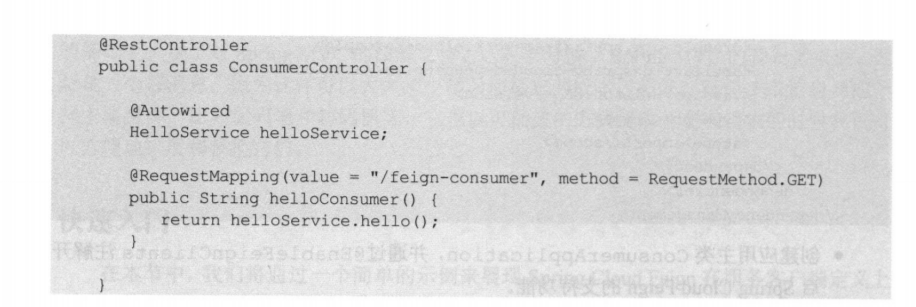 @RestController
public class ConsumerController {
@Autowired
HelloService helloService;
@RequestMapping(value = "/feign-consumer", method = RequestMethod.GET)
public String helloConsumer() {
return helloService.hello();
}
}